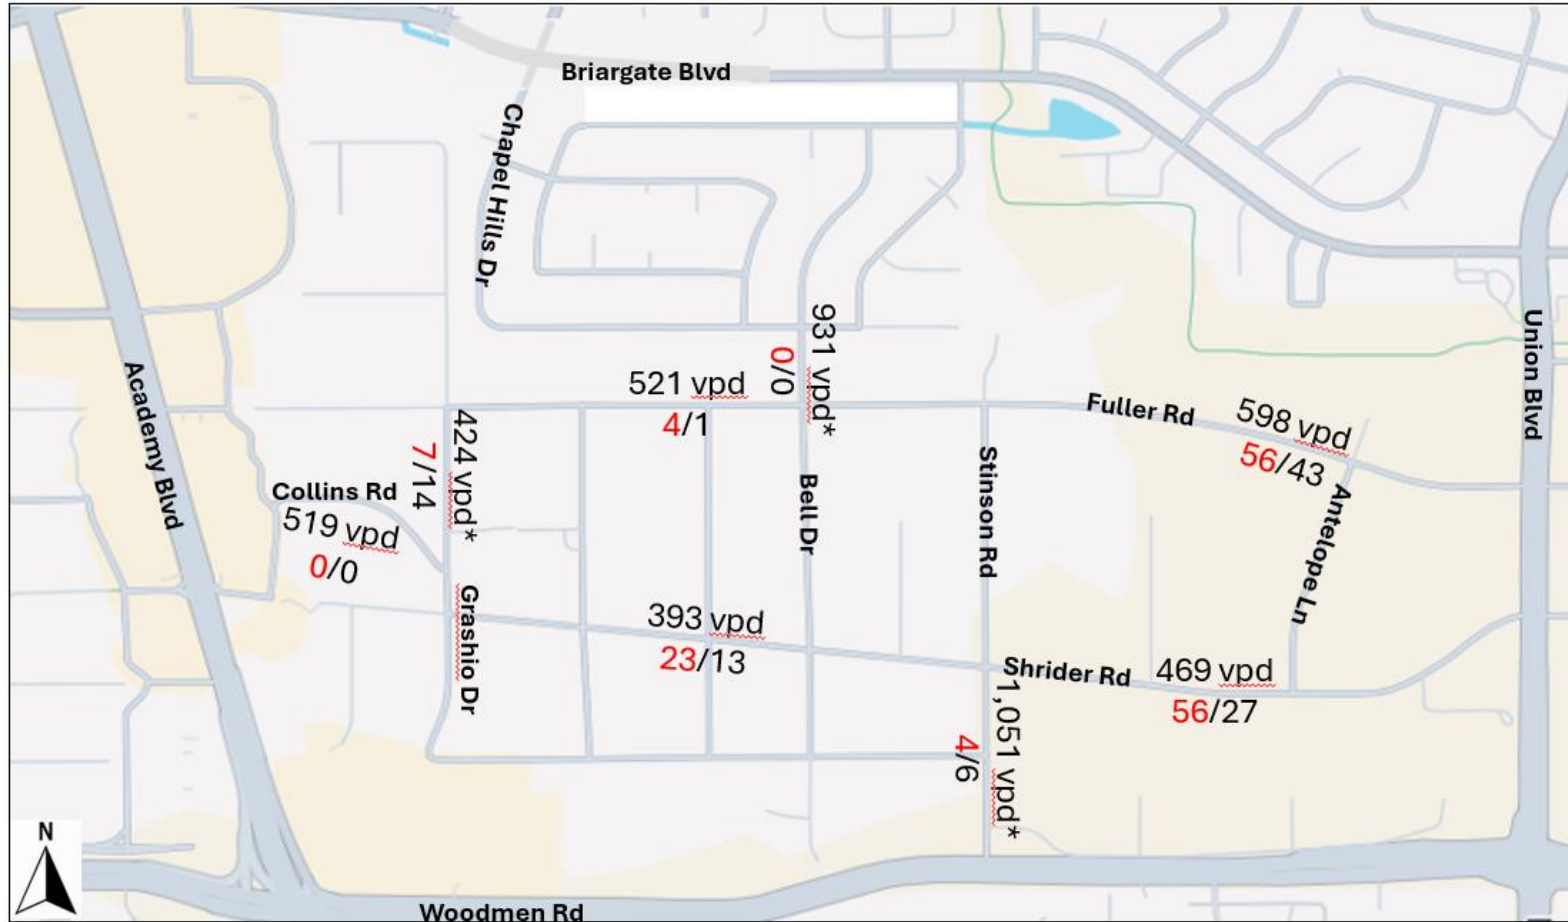 Briargate Blvd
Chapel Hills Dr
931 vpd*
0/0
Union Blvd
Academy Blvd
521 vpd
4/1
Fuller Rd
598 vpd
56/43
424 vpd*
7/14
Collins Rd
519 vpd
0/0
Bell Dr
Stinson Rd
Antelope Ln
Grashio Dr
393 vpd
23/13
Shrider Rd
469 vpd
56/27
1,051 vpd*
4/6
N
Woodmen Rd